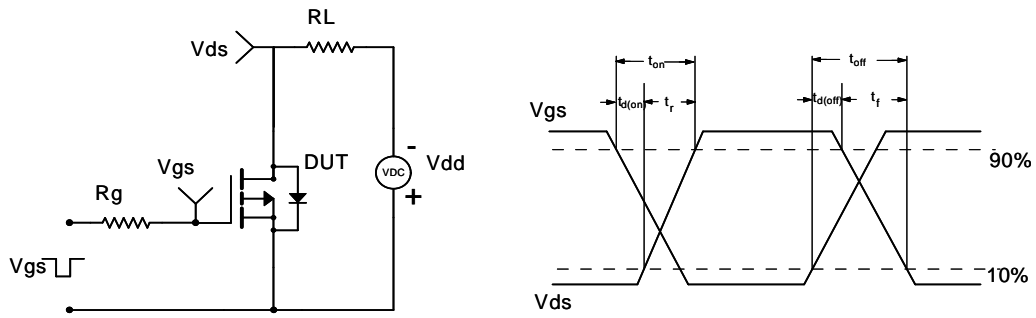 RL
Vds
Vgs
DUT
Rg
-
VDC
Vdd
+
Vgs
ton
toff
td(on)
tr
td(off)
tf
Vgs
90%
10%
Vds